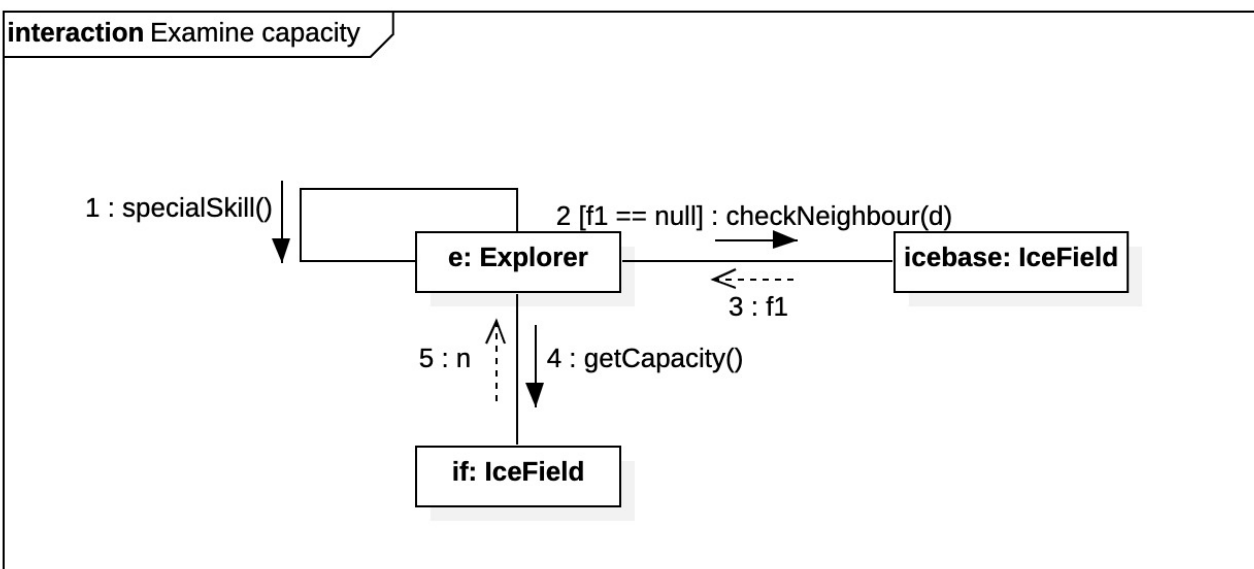 interaction Examine capacity
1 : specialSkill()
2 [f1 == null] : checkNeighbour(d)
e: Explorer
icebase: IceField
3 : f1
5 : n
4 : getCapacity()
if: IceField